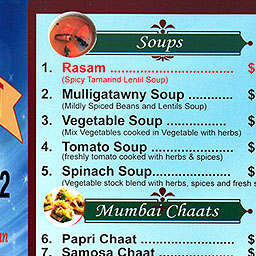 Soups
1. Rasam ........................ $
(Spicy Tamarind Lentil Soup)
2. Mulligatawny Soup ............ $
(Mildly Spiced Beans and Lentils Soup)
3. Vegetable Soup ............... $
(Mix Vegetables cooked in Vegetable with herbs)
4. Tomato Soup .................. $
(freshly tomato cooked with herbs & spices)
5. Spinach Soup.................. $
(Vegetable stock blend with herbs, spices and fresh
2
Mumbai Chaats
6. Papri Chaat .................. $
7. Samosa Chaat ................. $